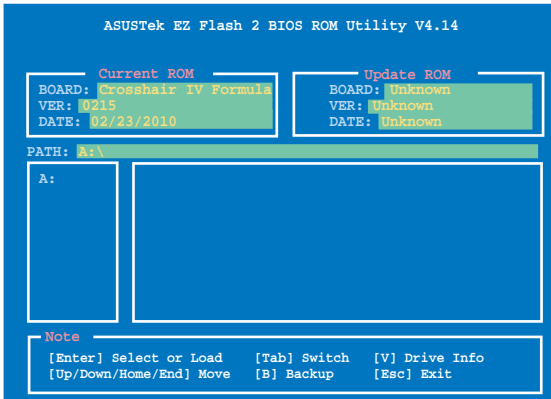 ASUSTek EZ Flash 2 BIOS ROM Utility V4.14
Current ROM
BOARD: Crosshair IV Formula
VER: 0215
DATE: 02/23/2010
Update ROM
BOARD: Unknown
VER: Unknown
DATE: Unknown
PATH: A:\
A:
Note
[Enter] Select or Load [Tab] Switch [V] Drive Info
[Up/Down/Home/End] Move [B] Backup [Esc] Exit